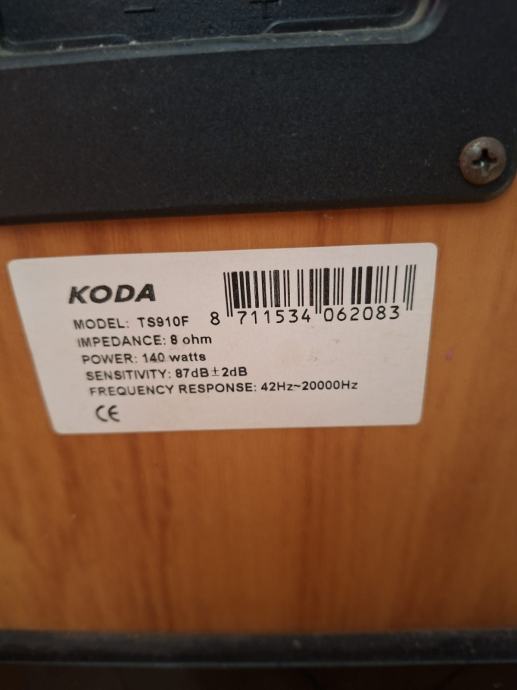 - +
KODA
MODEL: TS910F
8 711534 062083
IMPEDANCE: 8 ohm
POWER: 140 watts
SENSITIVITY: 87dB±2dB
FREQUENCY RESPONSE: 42Hz~20000Hz
CE